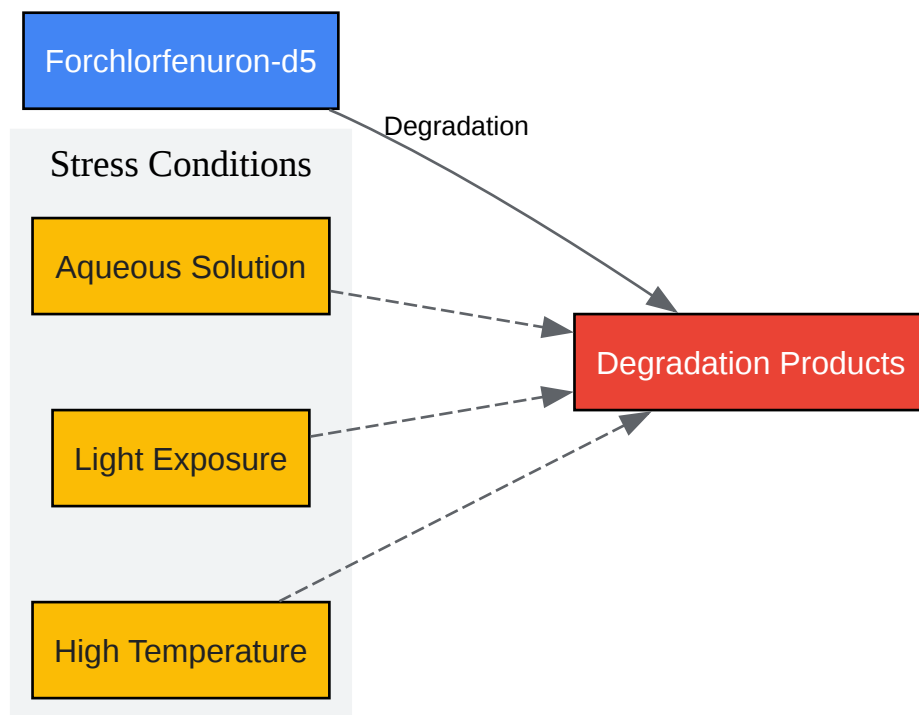 Forchlorfenuron-d5
Degradation
Stress Conditions
Aqueous Solution
Degradation Products
Light Exposure
High Temperature